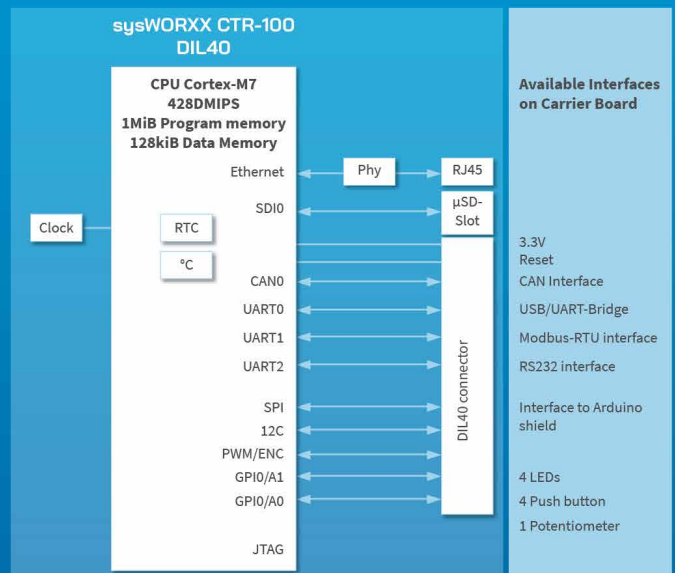 sysWORXX CTR-100
DIL40
CPU Cortex-M7
428DMIPS
1MiB Program memory
128kiB Data Memory
Available Interfaces
on Carrier Board
Ethernet
Phy
RJ45
SDI0
µSD-
Slot
Clock
RTC
°C
3.3V
Reset
CAN0
CAN Interface
UART0
USB/UART-Bridge
UART1
Modbus-RTU interface
UART2
RS232 interface
DIL40 connector
SPI
Interface to Arduino
shield
12C
PWM/ENC
GPI0/A1
4 LEDs
GPI0/A0
4 Push button
1 Potentiometer
JTAG